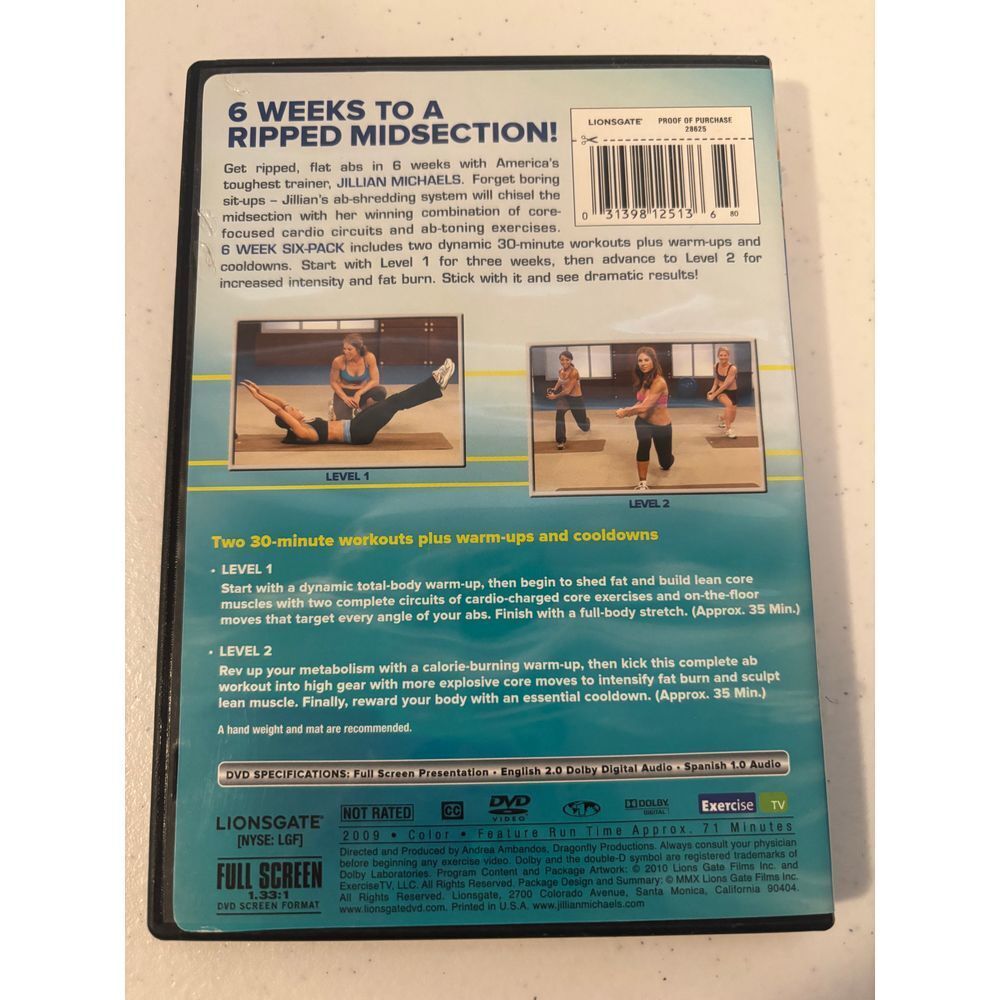 6 WEEKS TO A
RIPPED MIDSECTION!
LIONSGATE PROOF OF PURCHASE
28625
0 31398 12513 6 80
Get ripped, flat abs in 6 weeks with America's
toughest trainer, JILLIAN MICHAELS. Forget boring
sit-ups – Jillian's ab-shredding system will chisel the
midsection with her winning combination of core-
focused cardio circuits and ab-toning exercises.
6 WEEK SIX-PACK includes two dynamic 30-minute workouts plus warm-ups and
cooldowns. Start with Level 1 for three weeks, then advance to Level 2 for
increased intensity and fat burn. Stick with it and see dramatic results!
LEVEL 1
LEVEL 2
Two 30-minute workouts plus warm-ups and cooldowns
• LEVEL 1
Start with a dynamic total-body warm-up, then begin to shed fat and build lean core
muscles with two complete circuits of cardio-charged core exercises and on-the-floor
moves that target every angle of your abs. Finish with a full-body stretch. (Approx. 35 Min.)
• LEVEL 2
Rev up your metabolism with a calorie-burning warm-up, then kick this complete ab
workout into high gear with more explosive core moves to intensify fat burn and sculpt
lean muscle. Finally, reward your body with an essential cooldown. (Approx. 35 Min.)
A hand weight and mat are recommended.
DVD SPECIFICATIONS: Full Screen Presentation • English 2.0 Dolby Digital Audio • Spanish 1.0 Audio
LIONSGATE
[NYSE: LGF]
FULL SCREEN
1.33:1
DVD SCREEN FORMAT
NOT RATED CC DVD VIDEO DOLBY DIGITAL Exercise TV
2009 • Color • Feature Run Time Approx. 71 Minutes
Directed and Produced by Andrea Ambandos, Dragonfly Productions. Always consult your physician
before beginning any exercise video. Dolby and the double-D symbol are registered trademarks of
Dolby Laboratories. Program Content and Package Artwork: © 2010 Lions Gate Films Inc. and
ExerciseTV, LLC. All Rights Reserved. Package Design and Summary: © MMX Lions Gate Films Inc.
All Rights Reserved. Lionsgate, 2700 Colorado Avenue, Santa Monica, California 90404.
www.lionsgatedvd.com. Printed in U.S.A. www.jillianmichaels.com